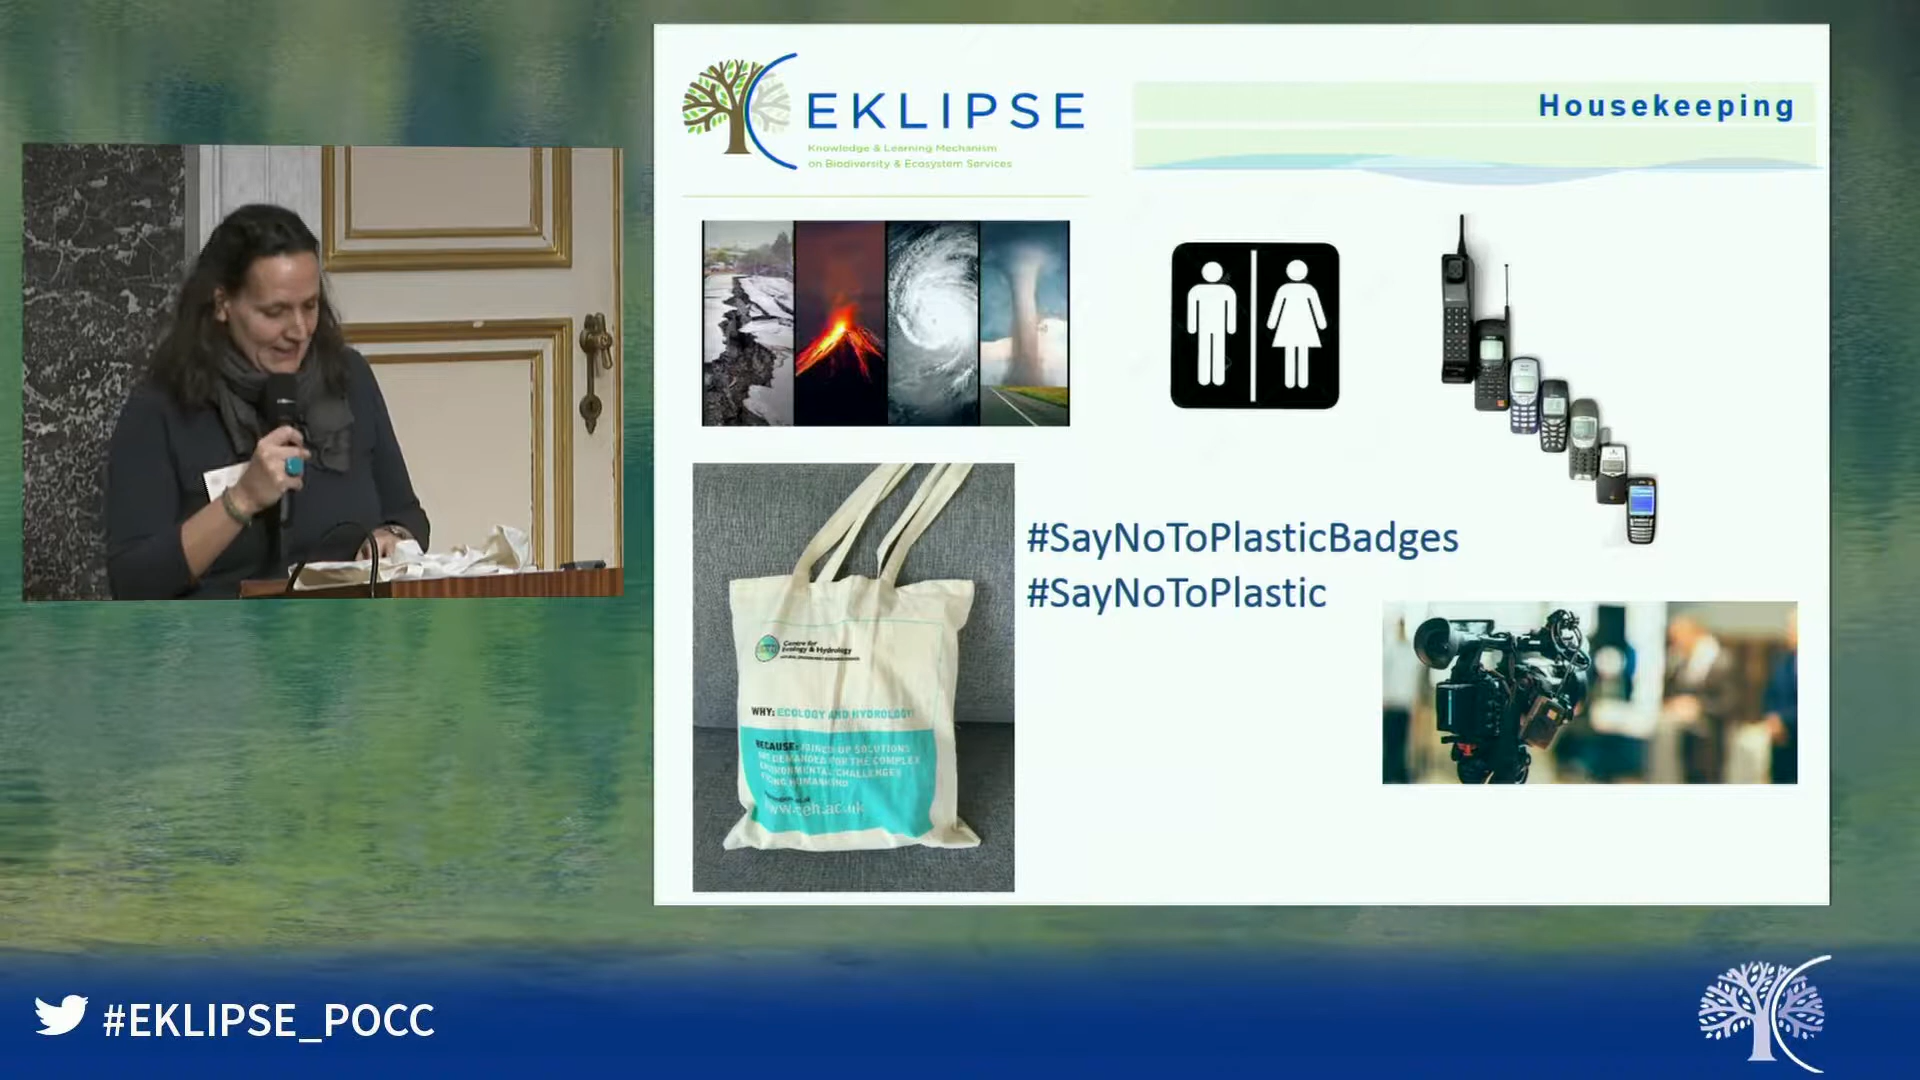 EKLIPSE
Knowledge & Learning Mechanism
on Biodiversity & Ecosystem Services
Housekeeping
#SayNoToPlasticBadges
#SayNoToPlastic
Centre for
Ecology & Hydrology
WHY: ECOLOGY AND HYDROLOGY?
BECAUSE: JOINED UP SOLUTIONS
ARE DEMANDED FOR THE COMPLEX
ENVIRONMENTAL CHALLENGES
FACING HUMANKIND
www.ceh.ac.uk
#EKLIPSE_POCC